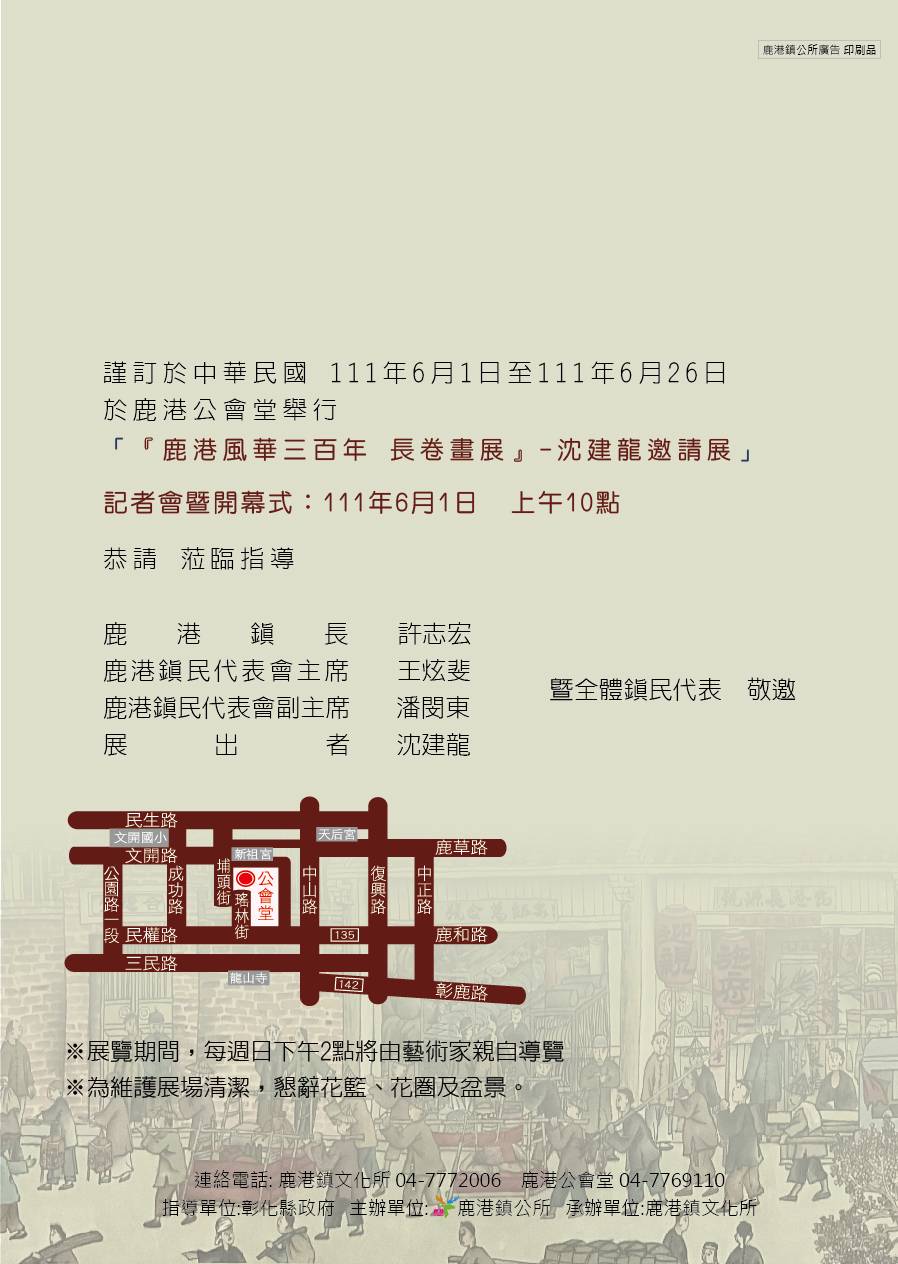 鹿港鎮公所廣告 印刷品
謹訂於中華民國 111年6月1日至111年6月26日
於鹿港公會堂舉行
「『鹿港風華三百年 長卷畫展』-沈建龍邀請展」
記者會暨開幕式：111年6月1日 上午10點
恭請 蒞臨指導
鹿港鎮長 許志宏
鹿港鎮民代表會主席 王炫斐
鹿港鎮民代表會副主席 潘閔東
展出者 沈建龍
暨全體鎮民代表 敬邀
民生路
文開國小
天后宮
文開路
新祖宮
鹿草路
公園路一段
成功路
埔頭街
瑤林街
公會堂
中山路
復興路
中正路
民權路
135
鹿和路
三民路
龍山寺
142
彰鹿路
※展覽期間，每週日下午2點將由藝術家親自導覽
※為維護展場清潔，懇辭花籃、花圈及盆景。
連絡電話: 鹿港鎮文化所 04-7772006 鹿港公會堂 04-7769110
指導單位:彰化縣政府 主辦單位:鹿港鎮公所 承辦單位:鹿港鎮文化所